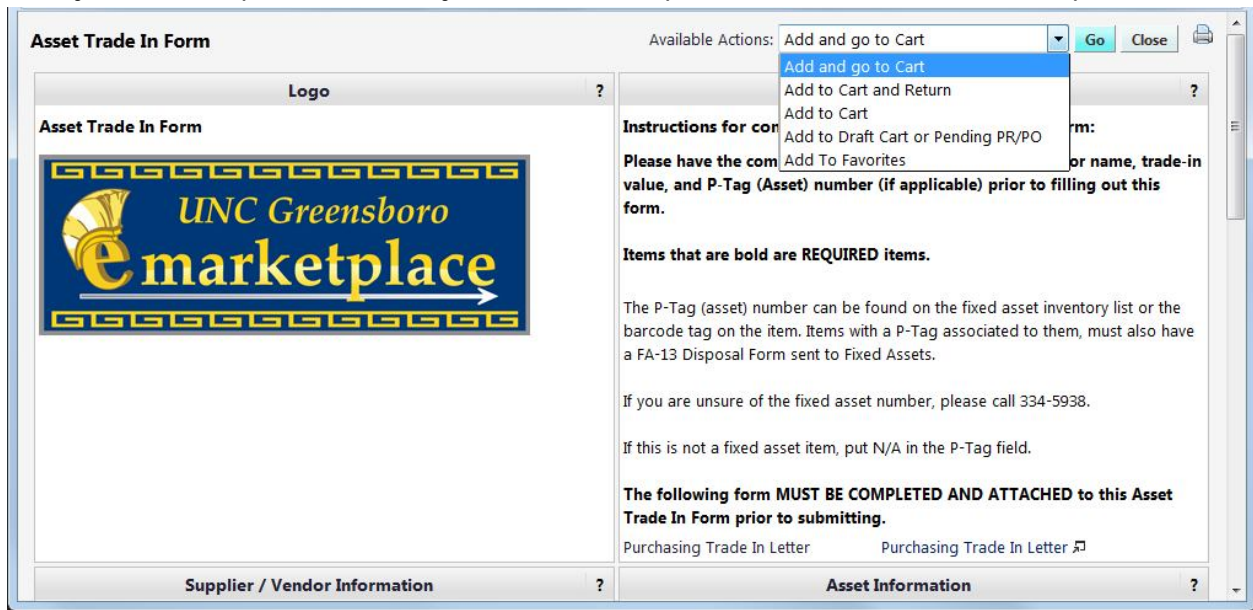 Asset Trade In Form
Available Actions: Add and go to Cart Go Close
Add and go to Cart
Add to Cart and Return
Add to Cart
Add to Draft Cart or Pending PR/PO
Add To Favorites
Logo ?
?
Asset Trade In Form
UNC Greensboro
emarketplace
Instructions for con rm:
Please have the com or name, trade-in
value, and P-Tag (Asset) number (if applicable) prior to filling out this
form.
Items that are bold are REQUIRED items.
The P-Tag (asset) number can be found on the fixed asset inventory list or the
barcode tag on the item. Items with a P-Tag associated to them, must also have
a FA-13 Disposal Form sent to Fixed Assets.
If you are unsure of the fixed asset number, please call 334-5938.
If this is not a fixed asset item, put N/A in the P-Tag field.
The following form MUST BE COMPLETED AND ATTACHED to this Asset
Trade In Form prior to submitting.
Purchasing Trade In Letter Purchasing Trade In Letter
Supplier / Vendor Information ?
Asset Information ?